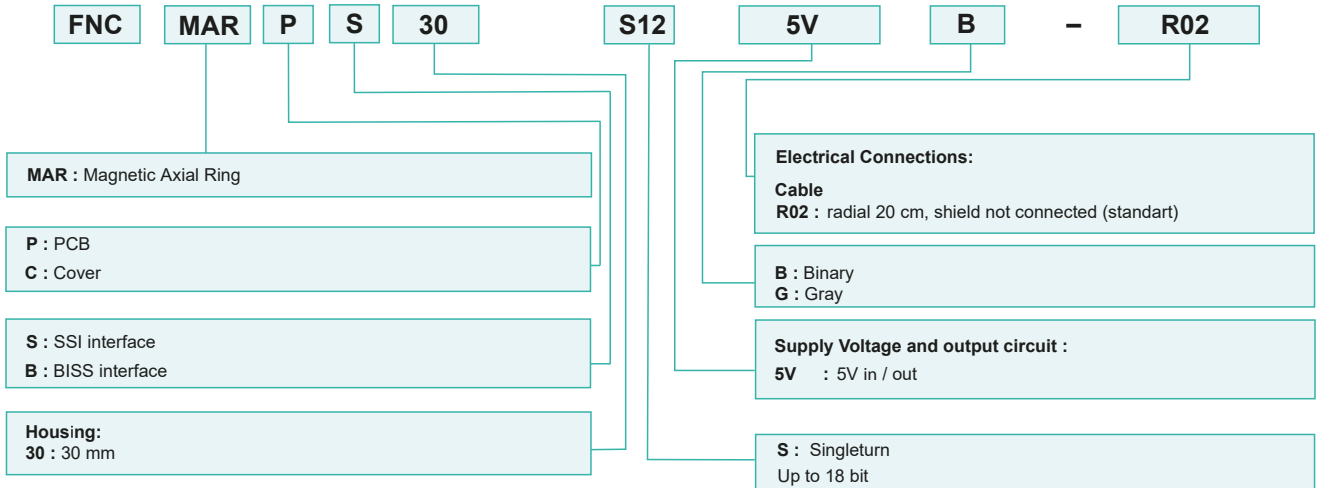 FNC MAR P S 30 S12 5V B – R02
MAR : Magnetic Axial Ring
P : PCB
C : Cover
S : SSI interface
B : BISS interface
Housing:
30 : 30 mm
Electrical Connections:
Cable
R02 : radial 20 cm, shield not connected (standart)
B : Binary
G : Gray
Supply Voltage and output circuit :
5V : 5V in / out
S : Singleturn
Up to 18 bit